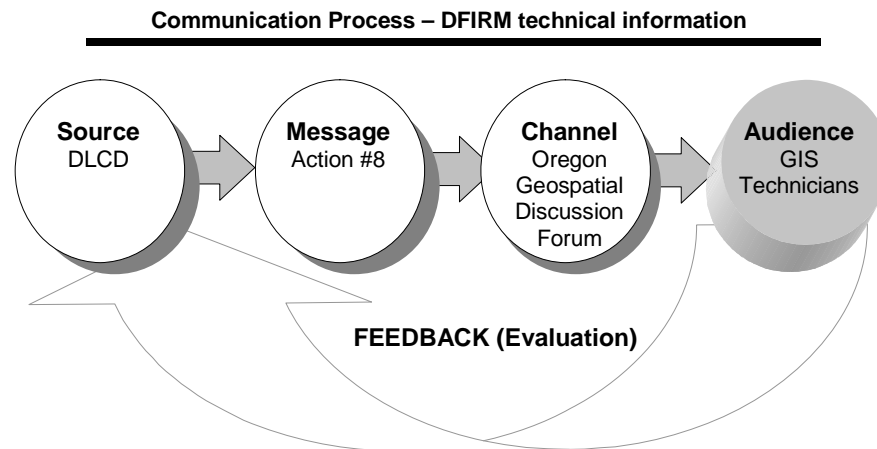 Communication Process – DFIRM technical information
Source
DLCD
Message
Action #8
Channel
Oregon
Geospatial
Discussion
Forum
Audience
GIS
Technicians
FEEDBACK (Evaluation)